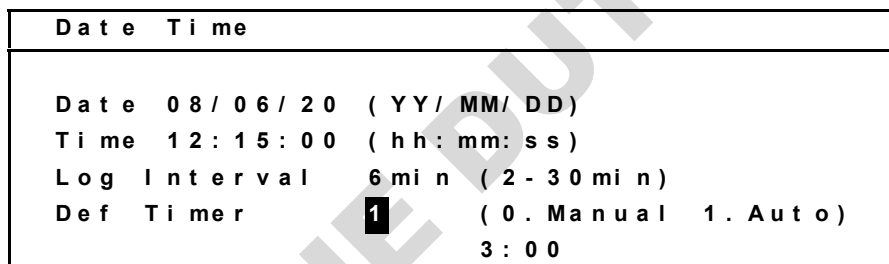 Date Time
Date 08/06/20 (YY/MM/DD)
Time 12:15:00 (hh:mm:ss)
Log Interval 6min (2-30min)
Def Timer 1 (0.Manual 1.Auto)
3:00